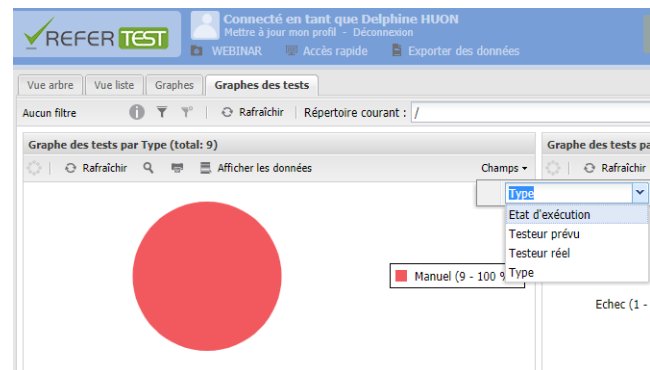 REFER TEST
Connecté en tant que Delphine HUON
Mettre à jour mon profil - Déconnexion
WEBINAR Accès rapide Exporter des données
Vue arbre Vue liste Graphes Graphes des tests
Aucun filtre Rafraîchir Répertoire courant : /
Graphe des tests par Type (total: 9) Graphe des tests pa
Rafraîchir Afficher les données Champs Rafraîchir
Type
Etat d'exécution
Testeur prévu
Testeur réel
Type
Manuel (9 - 100 %
Echec (1 -